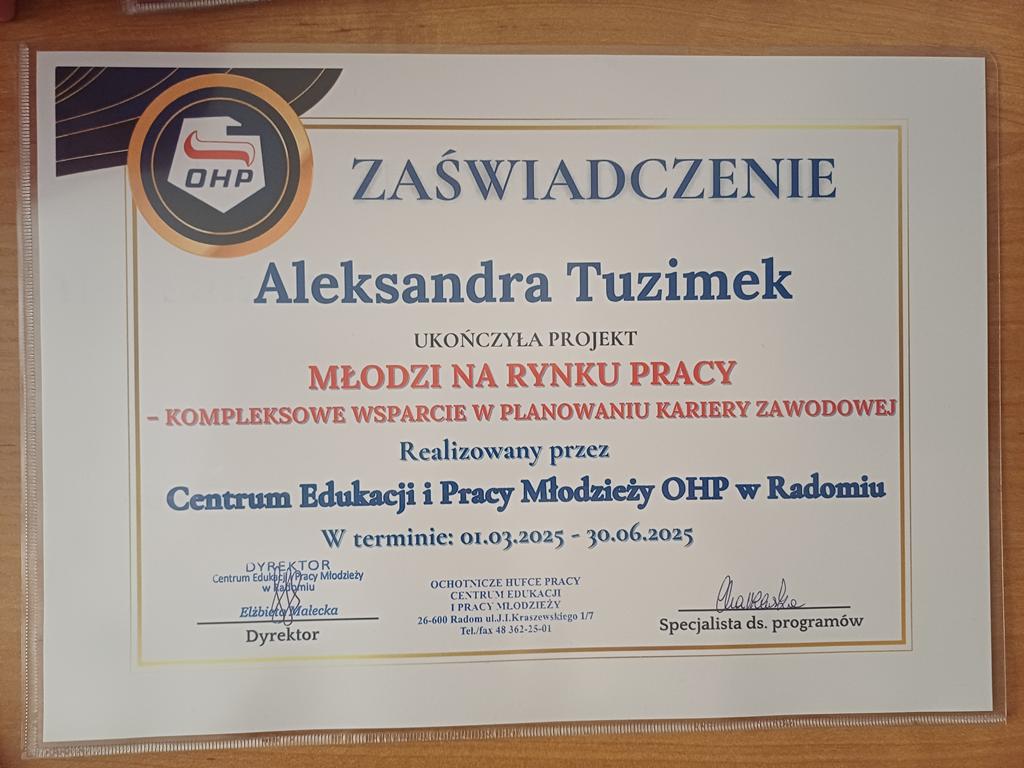 OHP
ZAŚWIADCZENIE
Aleksandra Tuzimek
UKOŃCZYŁA PROJEKT
MŁODZI NA RYNKU PRACY
– KOMPLEKSOWE WSPARCIE W PLANOWANIU KARIERY ZAWODOWEJ
Realizowany przez
Centrum Edukacji i Pracy Młodzieży OHP w Radomiu
W terminie: 01.03.2025 - 30.06.2025
DYREKTOR
Centrum Edukacji i Pracy Młodzieży
w Radomiu
Elżbieta Małecka
Dyrektor
OCHOTNICZE HUFCE PRACY
CENTRUM EDUKACJI
I PRACY MŁODZIEŻY
26-600 Radom ul.J.I.Kraszewskiego 1/7
Tel./fax 48 362-25-01
Specjalista ds. programów